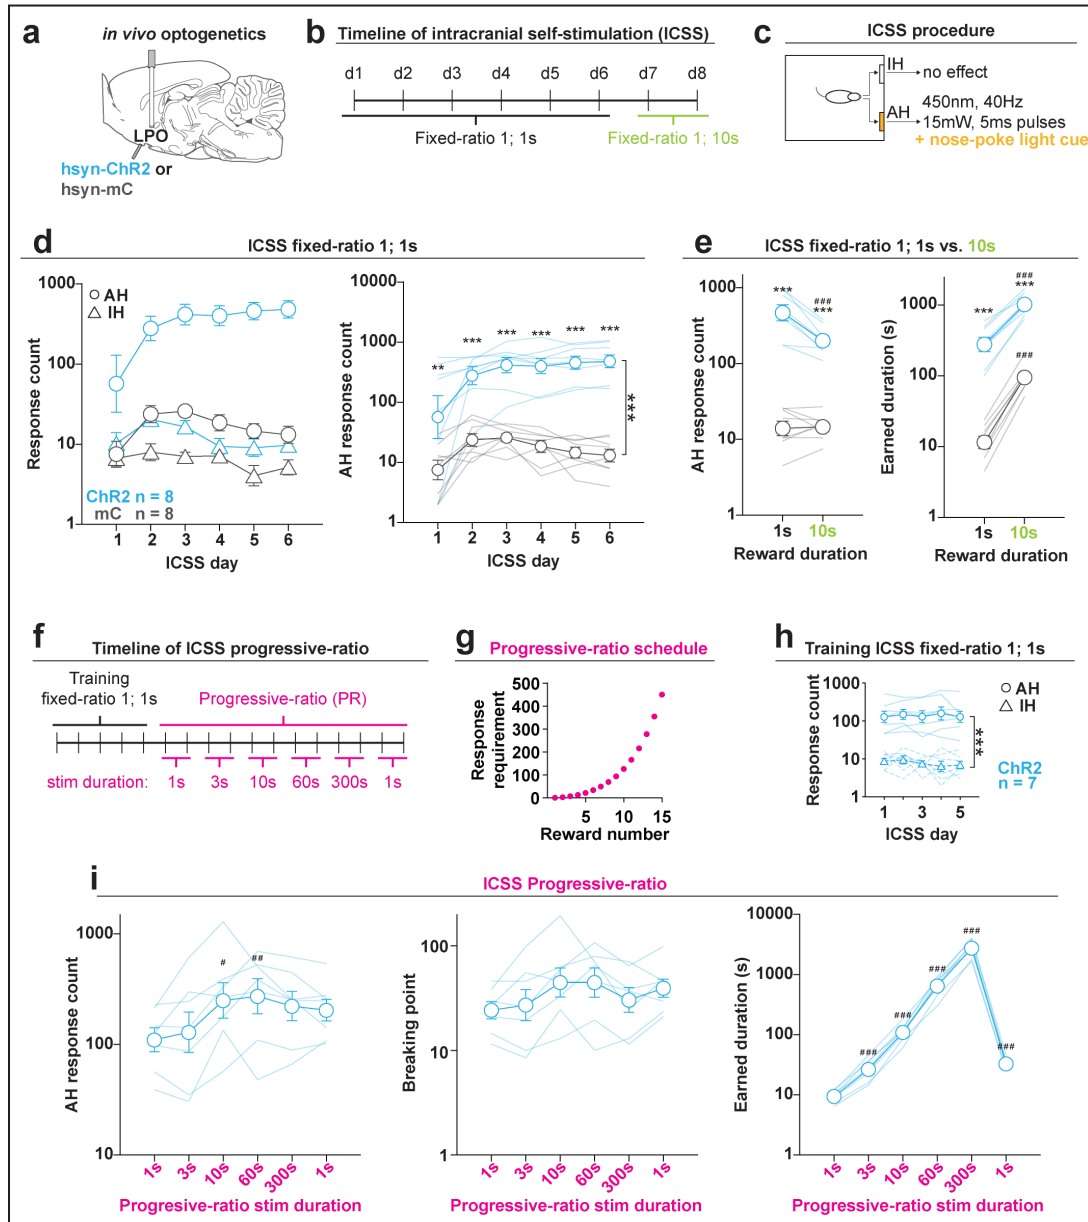 a
in vivo optogenetics
LPO
hsyn-ChR2 or
hsyn-mC
b
Timeline of intracranial self-stimulation (ICSS)
d1 d2 d3 d4 d5 d6 d7 d8
Fixed-ratio 1; 1s
Fixed-ratio 1; 10s
c
ICSS procedure
IH
no effect
AH
450nm, 40Hz
15mW, 5ms pulses
+ nose-poke light cue
d
ICSS fixed-ratio 1; 1s
Response count
1000
100
10
1
AH
IH
ChR2 n = 8
mC n = 8
1 2 3 4 5 6
ICSS day
AH response count
10000
1000
100
10
1
** *** *** *** *** ***
***
1 2 3 4 5 6
ICSS day
e
ICSS fixed-ratio 1; 1s vs. 10s
AH response count
1000
100
10
1
***
###
***
1s 10s
Reward duration
Earned duration (s)
1000
100
10
1
***
###
***
###
1s 10s
Reward duration
f
Timeline of ICSS progressive-ratio
Training
fixed-ratio 1; 1s
Progressive-ratio (PR)
stim duration: 1s 3s 10s 60s 300s 1s
g
Progressive-ratio schedule
Response
requirement
500
400
300
200
100
0
5 10 15
Reward number
h
Training ICSS fixed-ratio 1; 1s
Response count
1000
100
10
1
AH
IH
***
ChR2
n = 7
1 3 5
ICSS day
i
ICSS Progressive-ratio
AH response count
1000
100
10
# ##
1s 3s 10s 60s 300s 1s
Progresive-ratio stim duration
Breaking point
100
10
1
1s 3s 10s 60s 300s 1s
Progresive-ratio stim duration
Earned duration (s)
10000
1000
100
10
1
### ### ### ### ###
1s 3s 10s 60s 300s 1s
Progresive-ratio stim duration